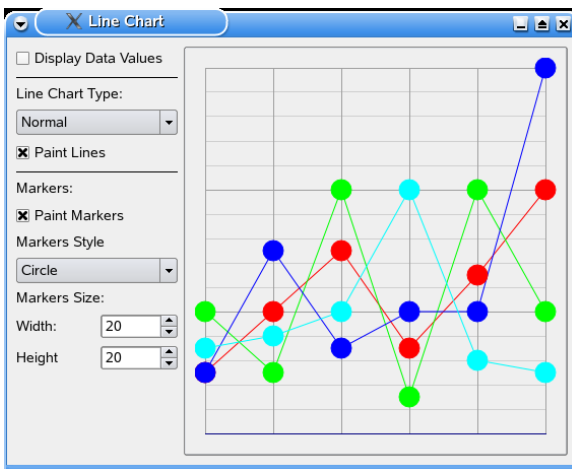 Line Chart
Display Data Values
Line Chart Type:
Normal
Paint Lines
Markers:
Paint Markers
Markers Style
Circle
Markers Size:
Width: 20
Height 20